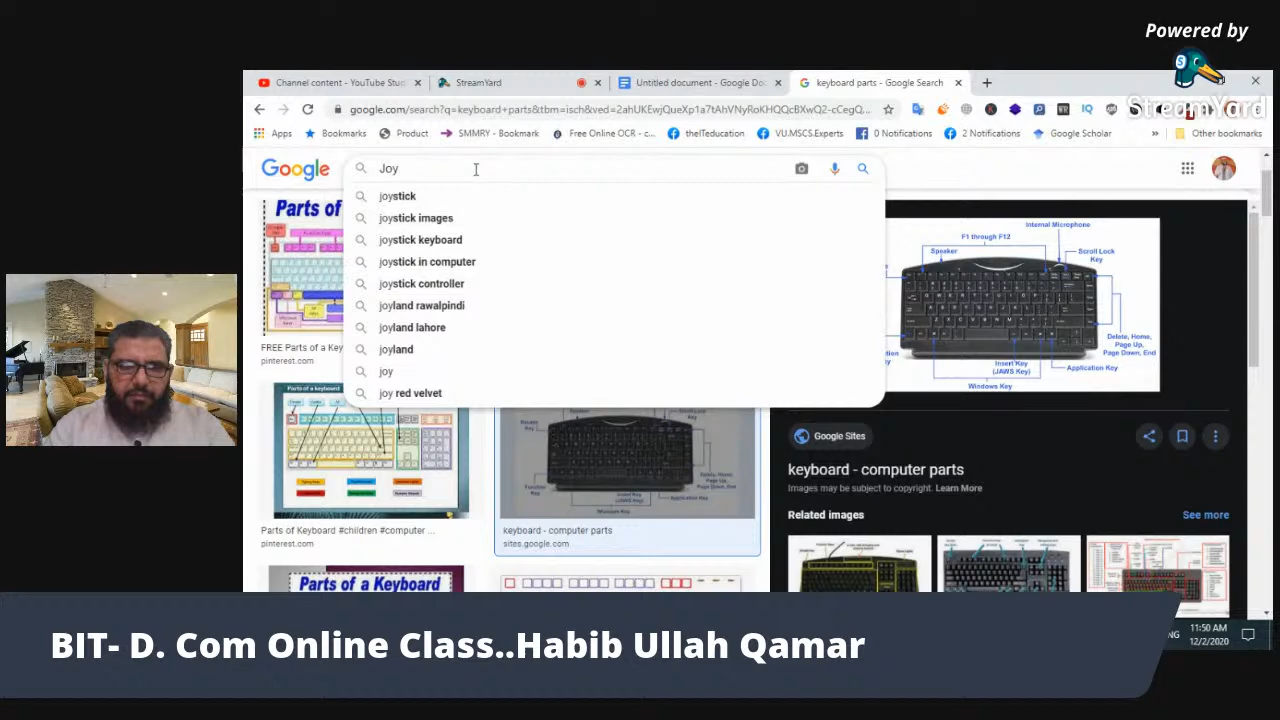 Powered by
StreamYard
Channel content - YouTube Stud
StreamYard
Untitled document - Google Doc
keyboard parts - Google Search
google.com/search?q=keyboard+parts&tbm=isch&ved=2ahUKEwjQueXp1a7tAhVNyRoKHQQcBXwQ2-cCegQ...
Apps
Bookmarks
Product
SMMRY - Bookmark
Free Online OCR - c...
theITeducation
VU.MSCS.Experts
0 Notifications
2 Notifications
Google Scholar
»
Other bookmarks
Google
Joy
joystick
joystick images
joystick keyboard
joystick in computer
joystick controller
joyland rawalpindi
joyland lahore
joyland
joy
joy red velvet
Parts of
FREE Parts of a Key
pinterest.com
Parts of a keyboard
Parts of Keyboard #children #computer ...
pinterest.com
Parts of a Keyboard
keyboard - computer parts
sites.google.com
Internal Microphone
F1 through F12
Speaker
Scroll Lock
Key
Delete, Home,
Page Up,
Page Down, End
Insert Key
(JAWS Key)
Application Key
Windows Key
Google Sites
keyboard - computer parts
Images may be subject to copyright. Learn More
Related images
See more
11:50 AM
12/2/2020
BIT- D. Com Online Class..Habib Ullah Qamar